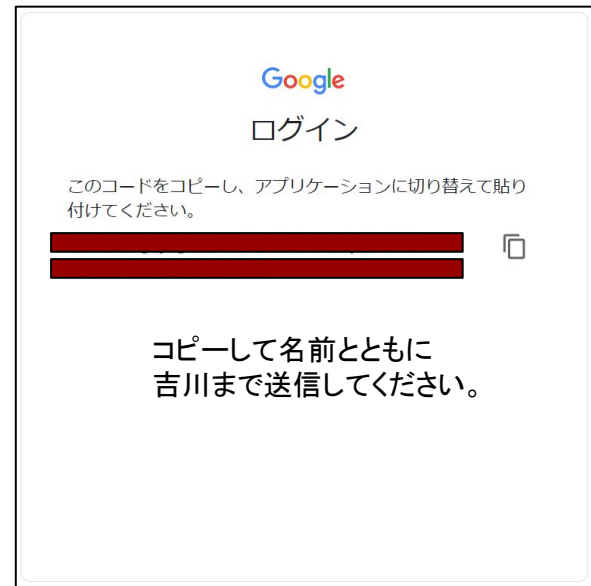 Google
ログイン
このコードをコピーし、アプリケーションに切り替えて貼り
付けてください。
コピーして名前とともに
吉川まで送信してください。